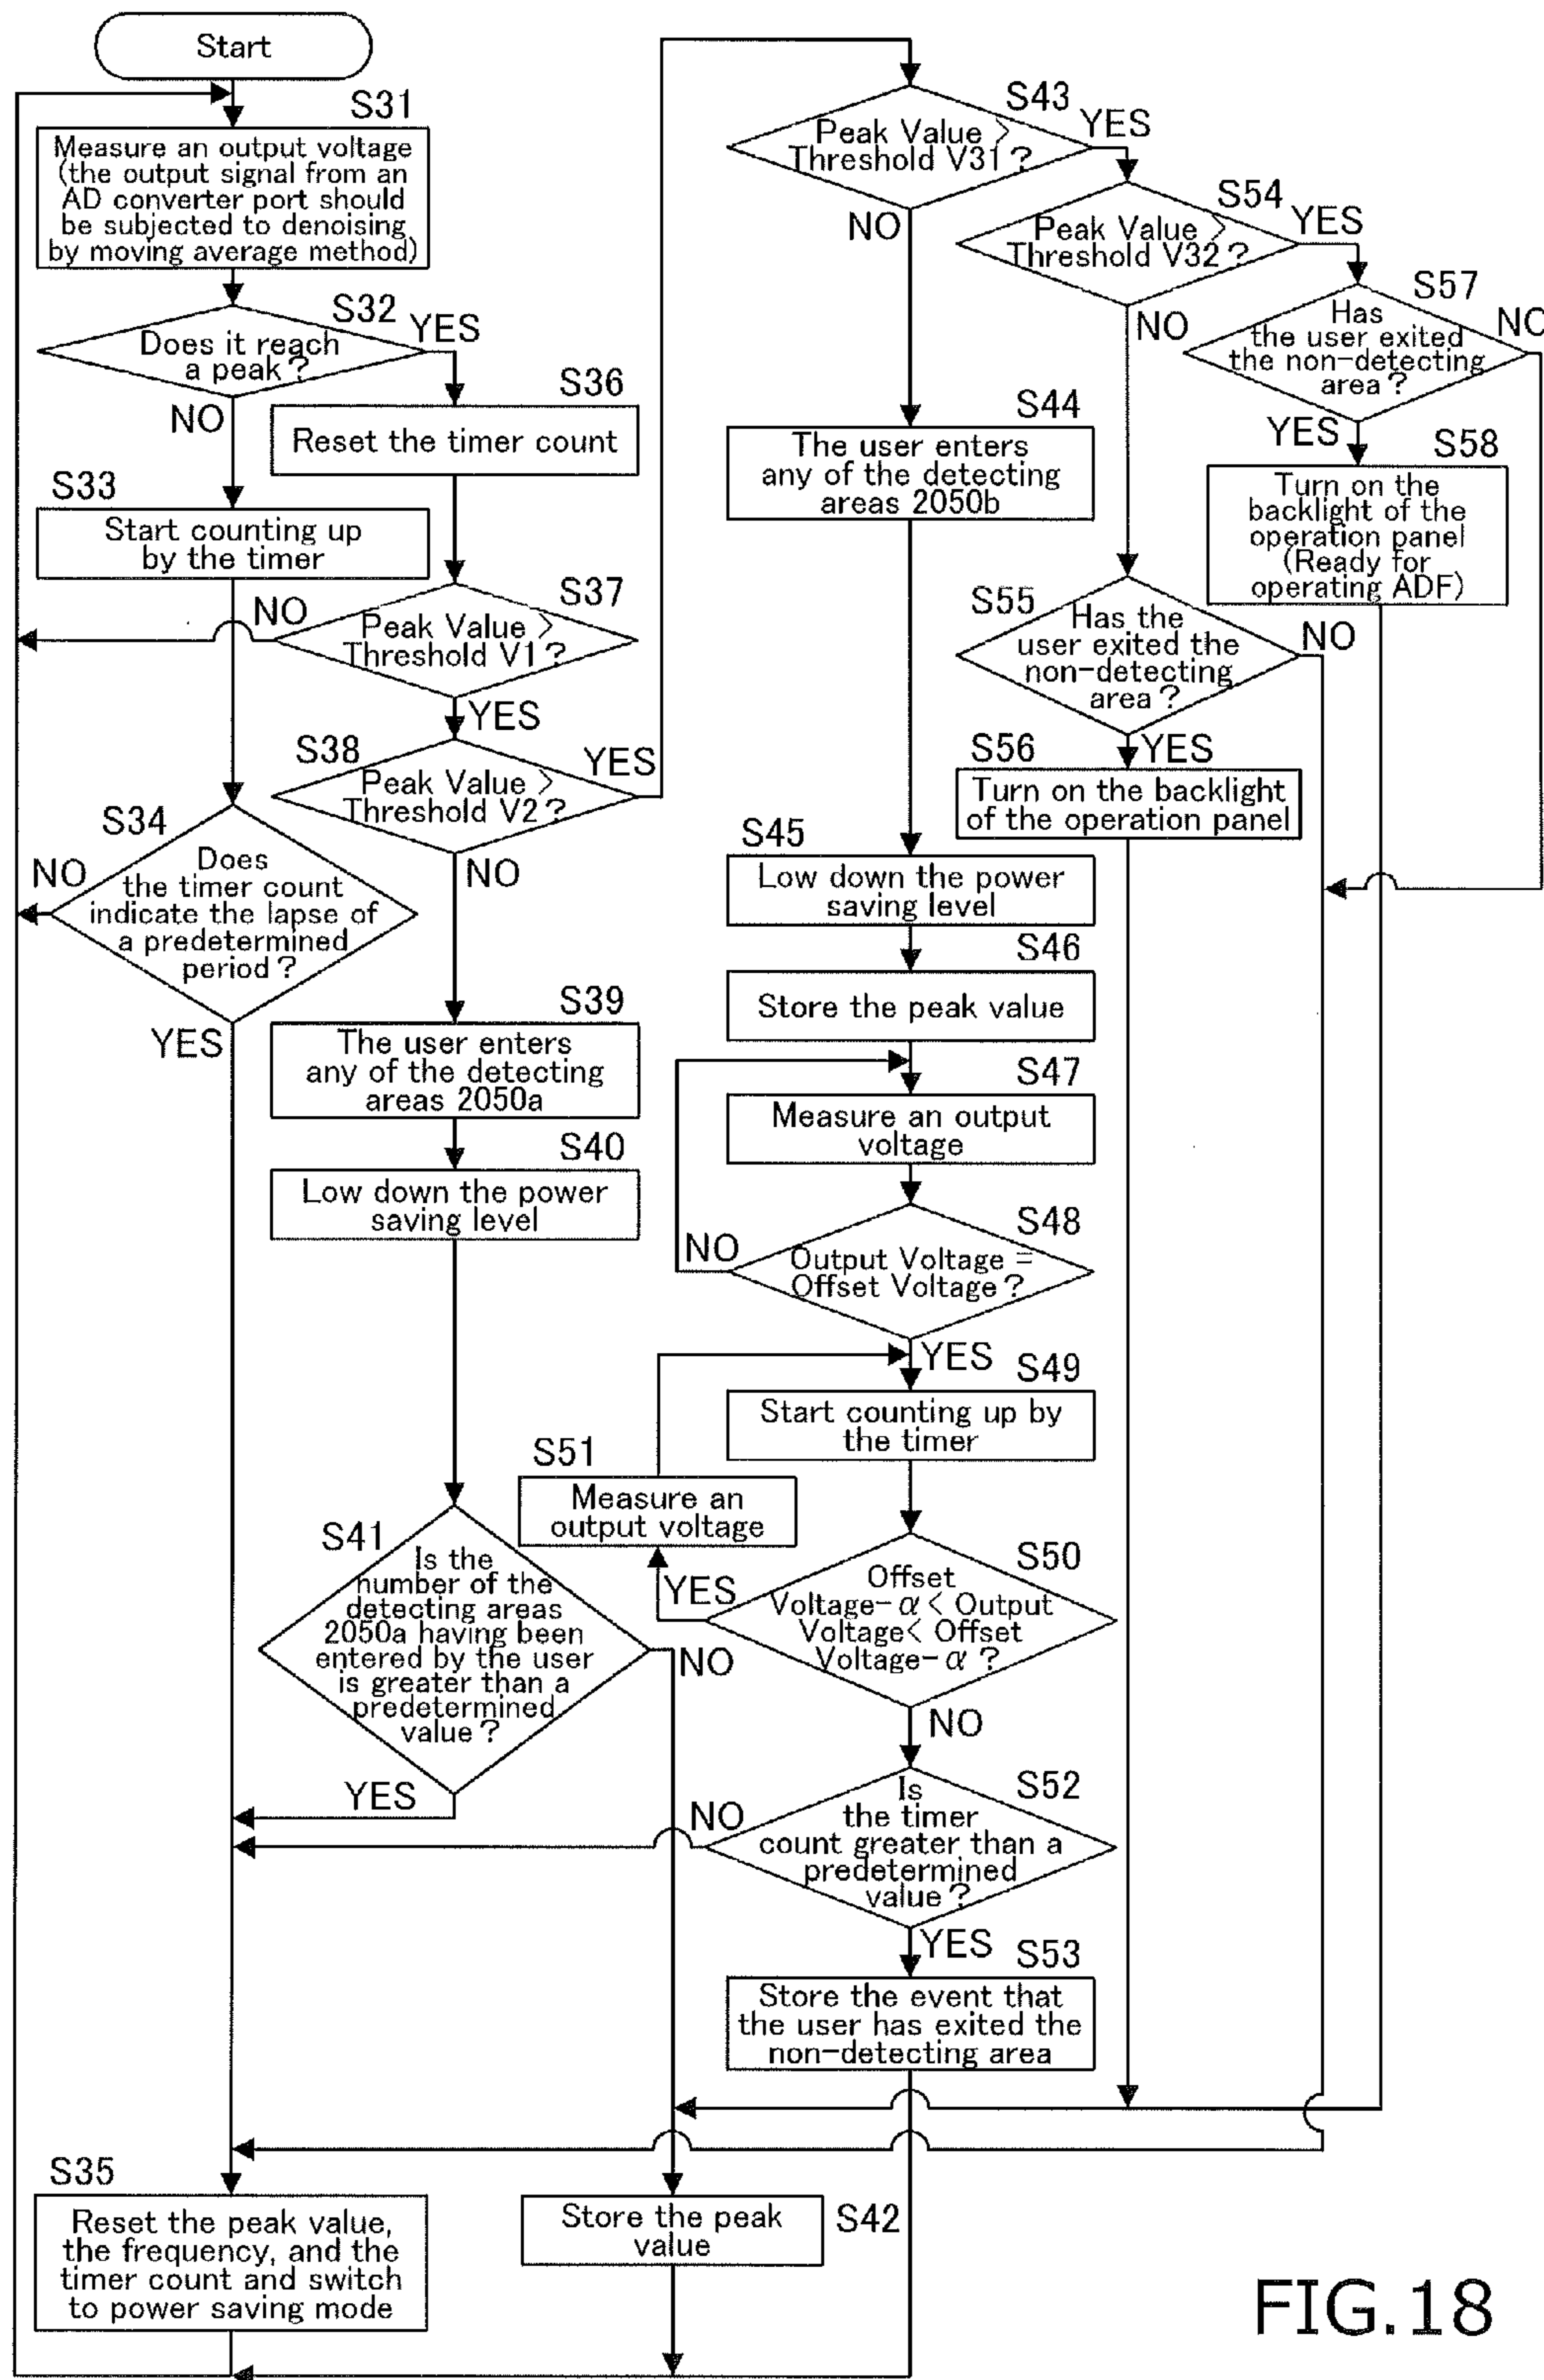 Start
S31
Measure an output voltage
(the output signal from an
AD converter port should
be subjected to denoising
by moving average method)
S32
Does it reach
a peak?
YES
NO
S33
Start counting up
by the timer
S34
Does
the timer count
indicate the lapse of
a predetermined
period?
NO
YES
S35
Reset the peak value,
the frequency, and the
timer count and switch
to power saving mode
S36
Reset the timer count
S37
Peak Value >
Threshold V1?
NO
YES
S38
Peak Value >
Threshold V2?
YES
NO
S39
The user enters
any of the detecting
areas 2050a
S40
Low down the power
saving level
S41
Is the
number of the
detecting areas
2050a having been
entered by the user
is greater than a
predetermined
value?
NO
YES
Store the peak
value
S42
S43
Peak Value >
Threshold V31?
YES
NO
S44
The user enters
any of the detecting
areas 2050b
S45
Low down the power
saving level
S46
Store the peak value
S47
Measure an output
voltage
S48
Output Voltage =
Offset Voltage?
NO
YES
S49
Start counting up by
the timer
S50
Offset
Voltage-α< Output
Voltage< Offset
Voltage-α?
YES
NO
S51
Measure an
output voltage
S52
Is
the timer
count greater than a
predetermined
value?
NO
YES
S53
Store the event that
the user has exited the
non-detecting area
S54
Peak Value >
Threshold V32?
YES
NO
S55
Has the
user exited the
non-detecting
area?
NO
YES
S56
Turn on the backlight
of the operation panel
S57
Has
the user exited
the non-detecting
area?
NO
YES
S58
Turn on the
backlight of the
operation panel
(Ready for
operating ADF)
FIG.18